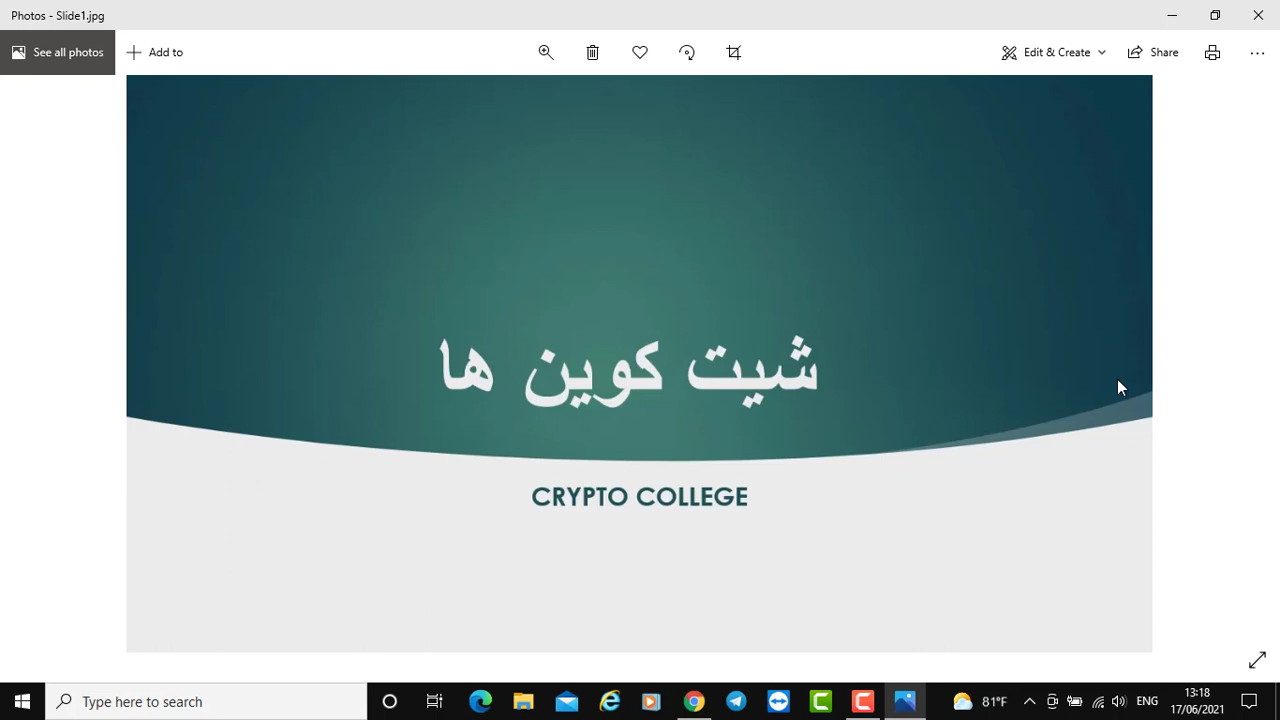 Photos - Slide1.jpg
See all photos
Add to
Edit & Create
Share
شیت کوین ها
CRYPTO COLLEGE
Type here to search
81°F
ENG
13:18
17/06/2021